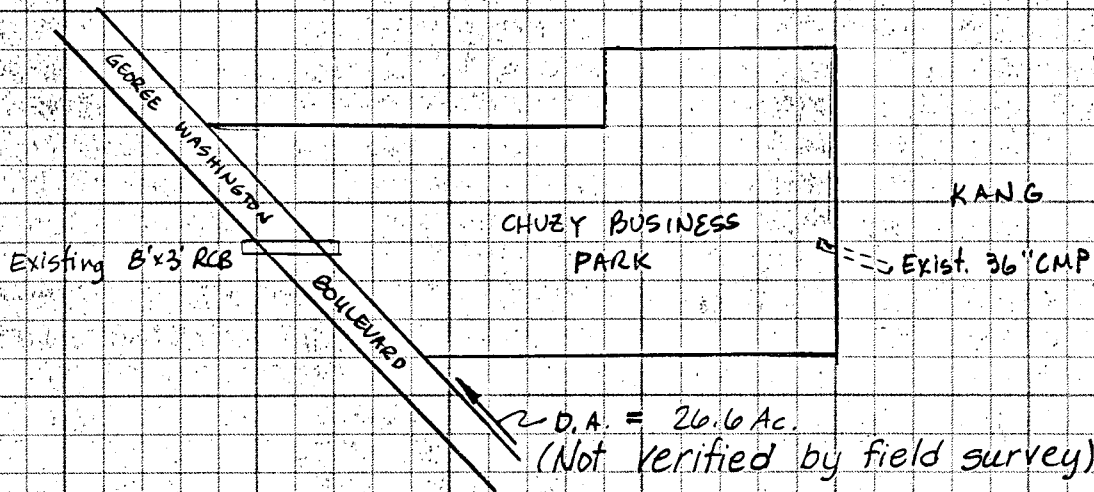 GEORGE WASHINGTON
BOULEVARD
KANG
CHUZY BUSINESS
PARK
Existing 8'x3' RCB
Exist. 36" CMP
D.A. = 26.6 Ac.
(Not verified by field survey)